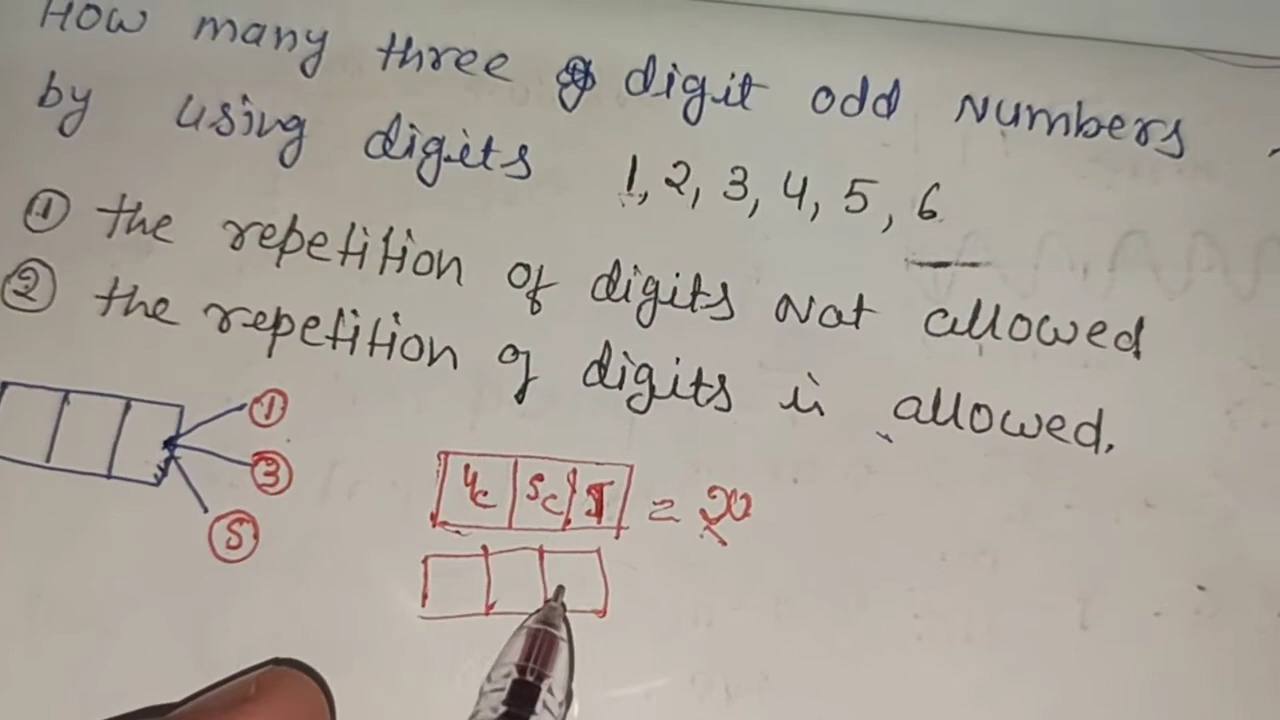 How many three digit odd numbers
by using digits 1, 2, 3, 4, 5, 6
① the repetition of digits not allowed
② the repetition of digits is allowed.
①
③
⑤
4c 5c 1 = 20